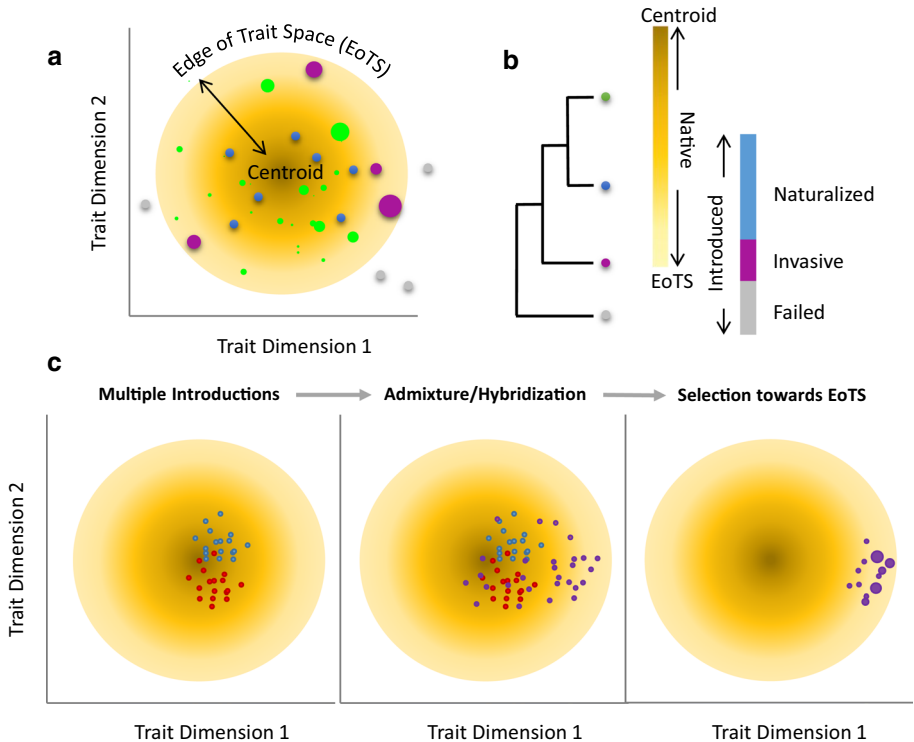 a
Edge of Trait Space (EoTS)
Centroid
Trait Dimension 2
Trait Dimension 1
b
Centroid
Native
EoTS
Introduced
Naturalized
Invasive
Failed
c
Multiple Introductions
Admixture/Hybridization
Selection towards EoTS
Trait Dimension 2
Trait Dimension 1
Trait Dimension 1
Trait Dimension 1